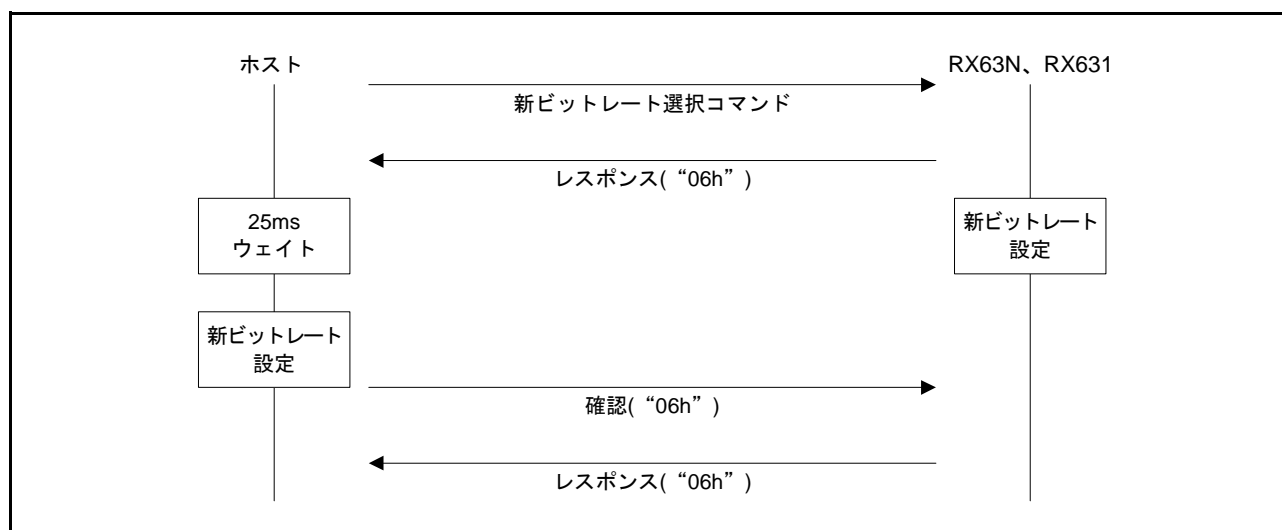 ホスト
RX63N、RX631
新ビットレート選択コマンド
レスポンス(“06h”)
25ms
ウェイト
新ビットレート
設定
新ビットレート
設定
確認(“06h”)
レスポンス(“06h”)